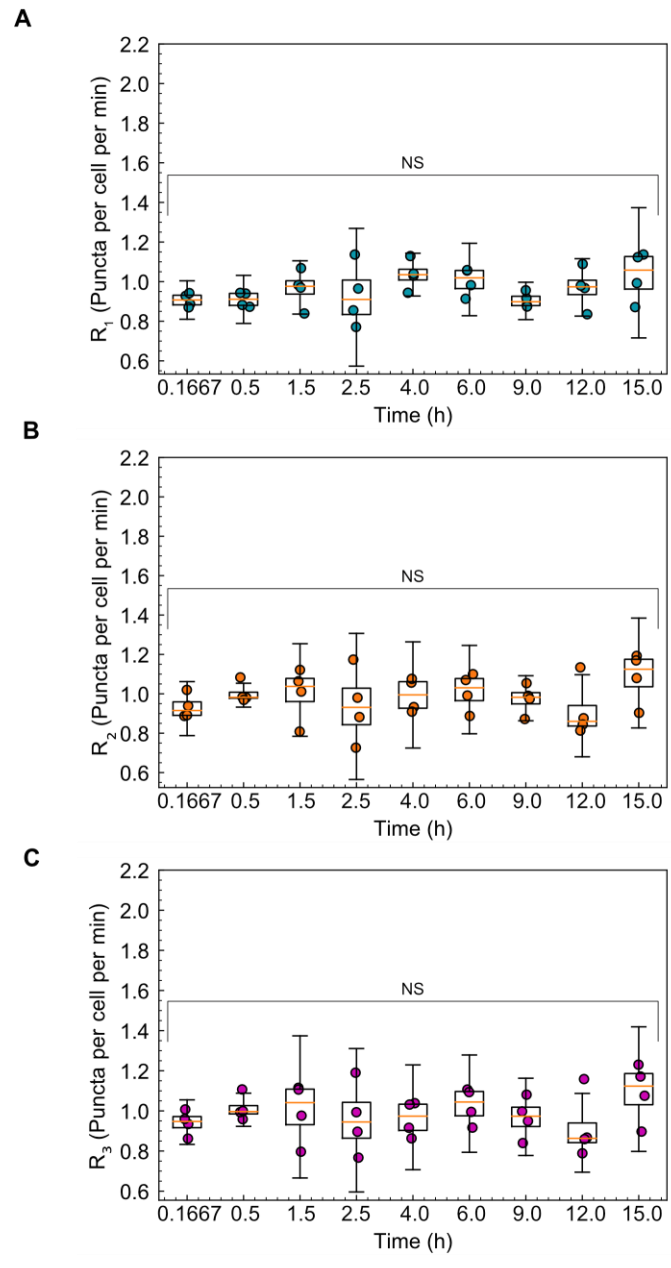 A
R₁ (Puncta per cell per min)
2.2
2.0
1.8
1.6
1.4
1.2
1.0
0.8
0.6
NS
0.1667 0.5 1.5 2.5 4.0 6.0 9.0 12.0 15.0
Time (h)
B
R₂ (Puncta per cell per min)
2.2
2.0
1.8
1.6
1.4
1.2
1.0
0.8
0.6
NS
0.1667 0.5 1.5 2.5 4.0 6.0 9.0 12.0 15.0
Time (h)
C
R₃ (Puncta per cell per min)
2.2
2.0
1.8
1.6
1.4
1.2
1.0
0.8
0.6
NS
0.1667 0.5 1.5 2.5 4.0 6.0 9.0 12.0 15.0
Time (h)